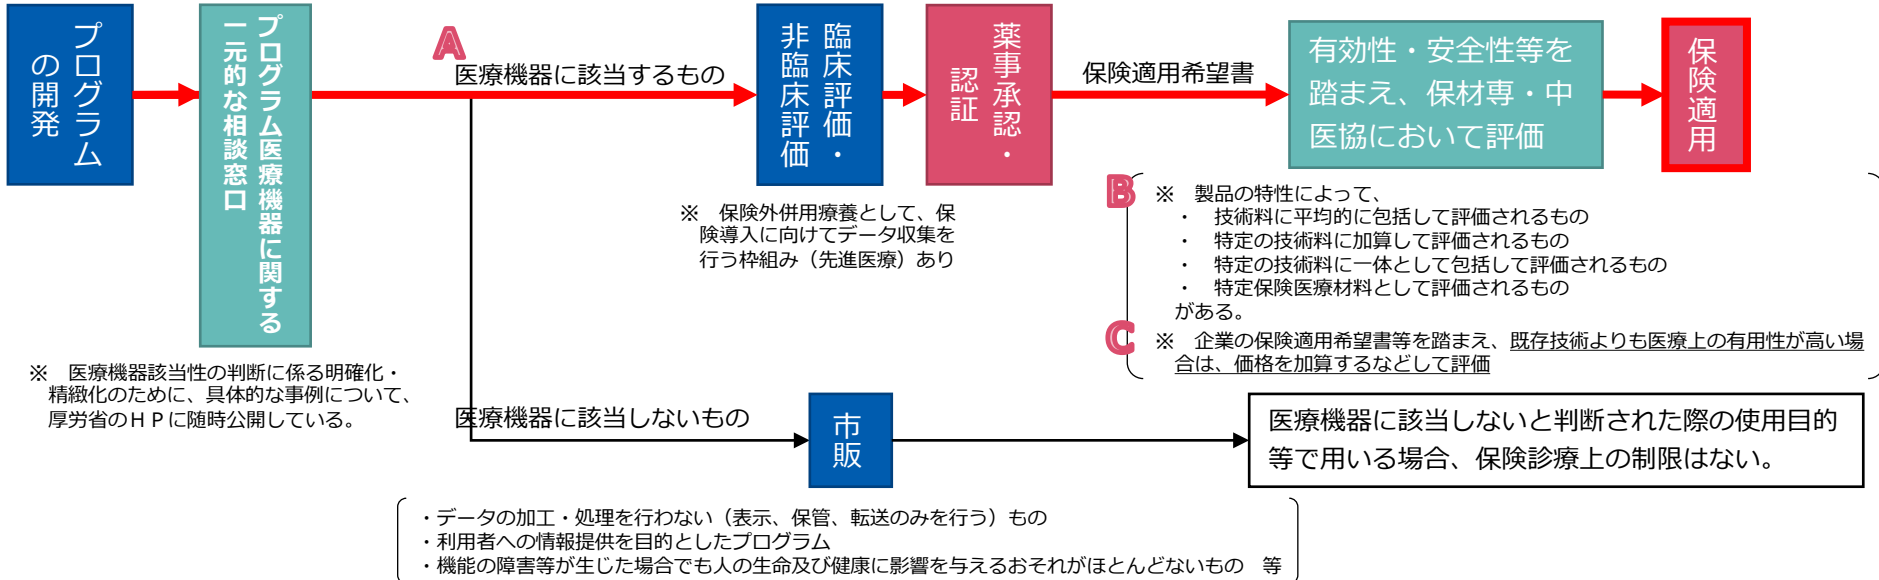 プログラム
の開発
プログラム医療機器に関する
一元的な相談窓口
A
医療機器に該当するもの
臨床評価・
非臨床評価
薬事承認・
認証
保険適用希望書
有効性・安全性等を
踏まえ、保材専・中
医協において評価
保険適用
※　保険外併用療養として、保
険導入に向けてデータ収集を
行う枠組み（先進医療）あり
B
※　製品の特性によって、
・　技術料に平均的に包括して評価されるもの
・　特定の技術料に加算して評価されるもの
・　特定の技術料に一体として包括して評価されるもの
・　特定保険医療材料として評価されるもの
がある。
C
※　企業の保険適用希望書等を踏まえ、既存技術よりも医療上の有用性が高い場
合は、価格を加算するなどして評価
※　医療機器該当性の判断に係る明確化・
精緻化のために、具体的な事例について、
厚労省のＨＰに随時公開している。
医療機器に該当しないもの
市販
医療機器に該当しないと判断された際の使用目的
等で用いる場合、保険診療上の制限はない。
・データの加工・処理を行わない（表示、保管、転送のみを行う）もの
・利用者への情報提供を目的としたプログラム
・機能の障害等が生じた場合でも人の生命及び健康に影響を与えるおそれがほとんどないもの　等